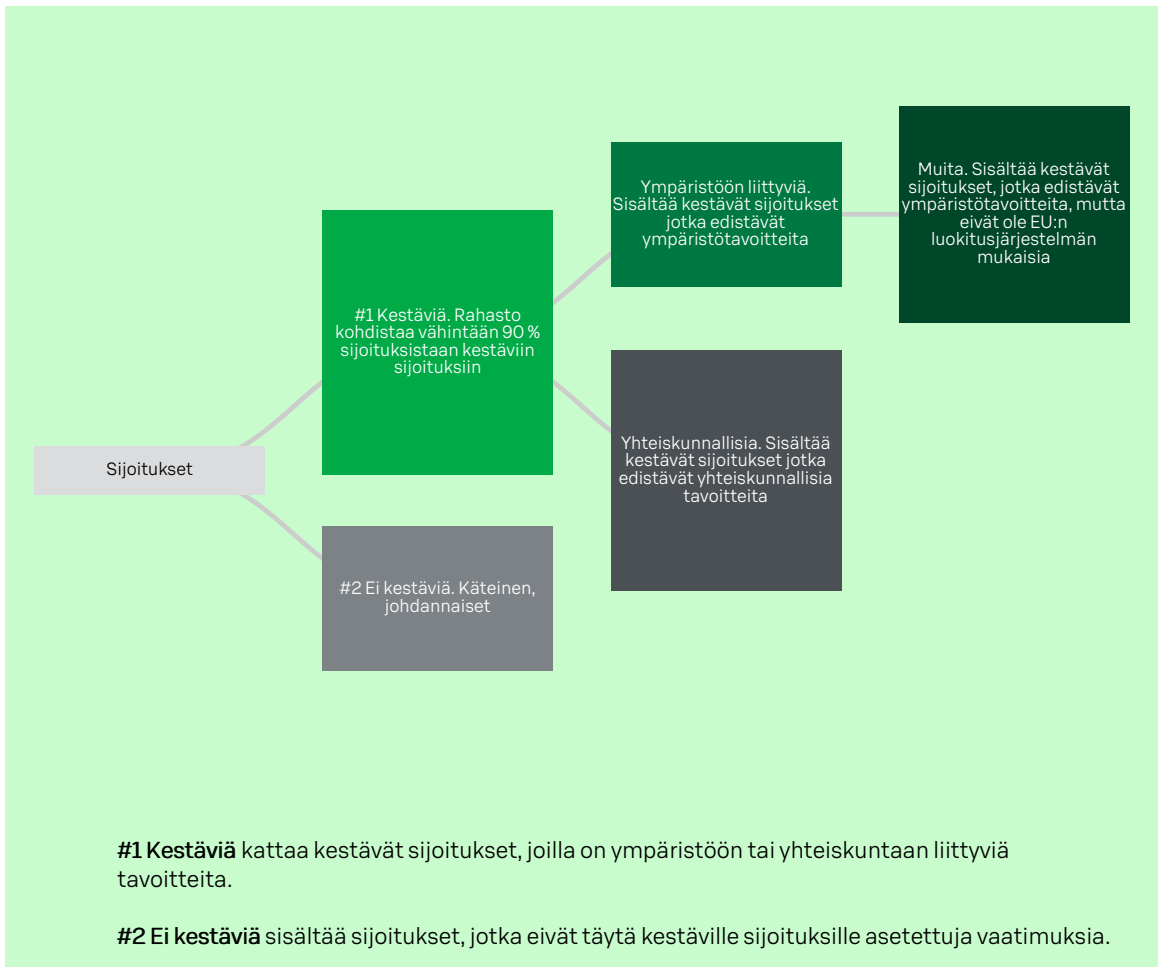 Sijoitukset
#1 Kestäviä. Rahasto
kohdistaa vähintään 90 %
sijoituksistaan kestäviin
sijoituksiin
#2 Ei kestäviä. Käteinen,
johdannaiset
Ympäristöön liittyviä.
Sisältää kestävät sijoitukset
jotka edistävät
ympäristötavoitteita
Yhteiskunnallisia. Sisältää
kestävät sijoitukset jotka
edistävät yhteiskunnallisia
tavoitteita
Muita. Sisältää kestävät
sijoitukset, jotka edistävät
ympäristötavoitteita, mutta
eivät ole EU:n
luokitusjärjestelmän
mukaisia
#1 Kestäviä kattaa kestävät sijoitukset, joilla on ympäristöön tai yhteiskuntaan liittyviä
tavoitteita.
#2 Ei kestäviä sisältää sijoitukset, jotka eivät täytä kestäville sijoituksille asetettuja vaatimuksia.